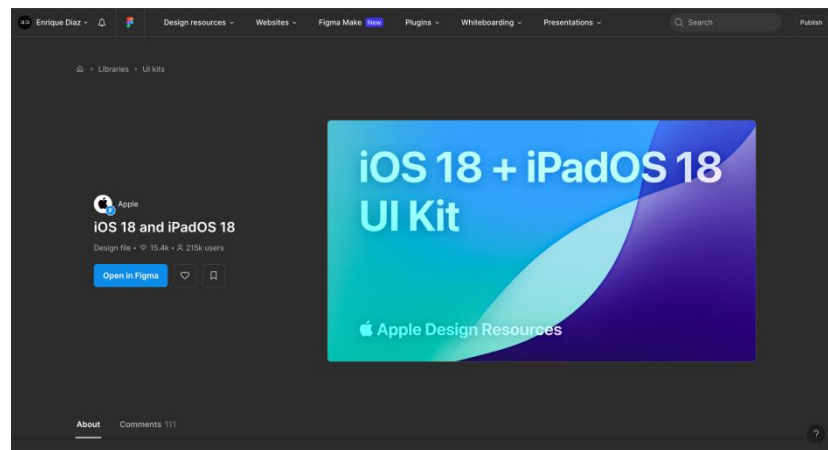 Enrique Diaz
Design resources
Websites
Figma Make New
Plugins
Whiteboarding
Presentations
Search
Publish
Libraries › UI kits
Apple
iOS 18 and iPadOS 18
Design file • 15.4k • 215k users
Open in Figma
iOS 18 + iPadOS 18
UI Kit
Apple Design Resources
About
Comments 111
?